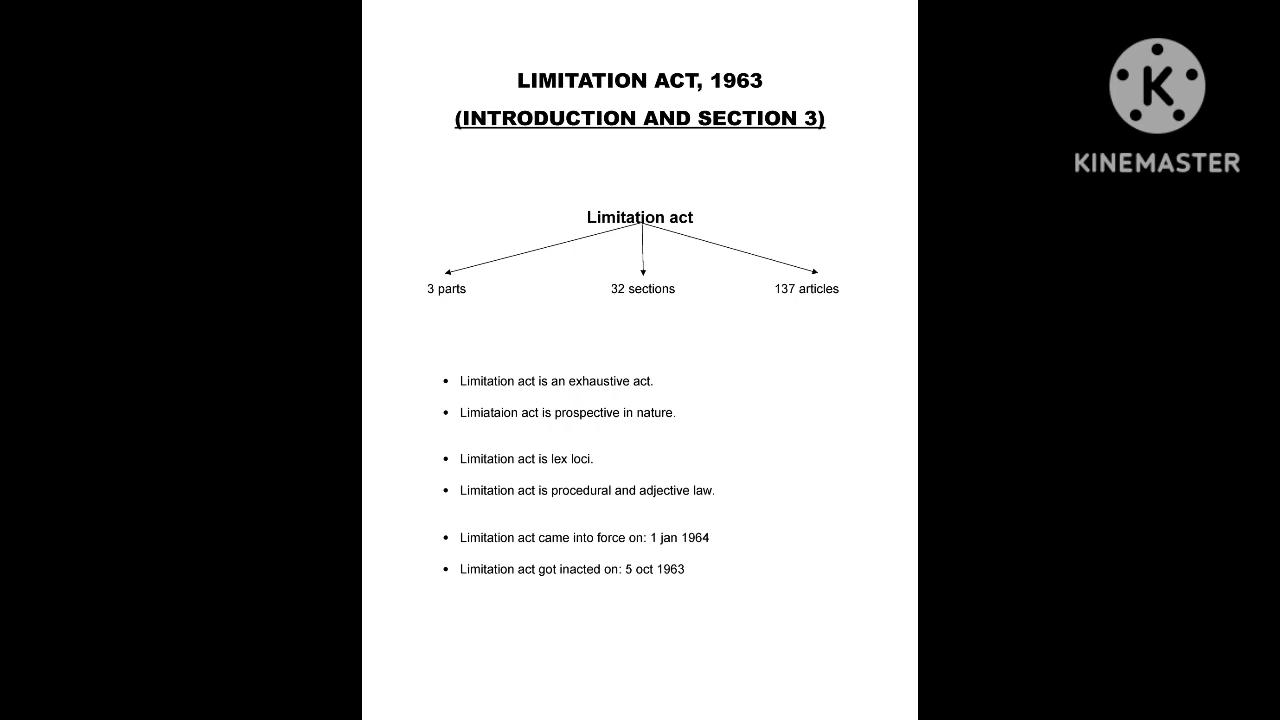 LIMITATION ACT, 1963
(INTRODUCTION AND SECTION 3)
K
KINEMASTER
Limitation act
3 parts 32 sections 137 articles
• Limitation act is an exhaustive act.
• Limiataion act is prospective in nature.
• Limitation act is lex loci.
• Limitation act is procedural and adjective law.
• Limitation act came into force on: 1 jan 1964
• Limitation act got inacted on: 5 oct 1963